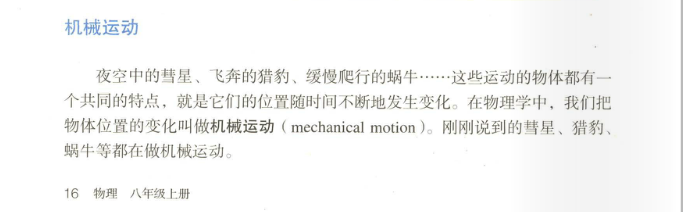 机械运动
夜空中的彗星、飞奔的猎豹、缓慢爬行的蜗牛……这些运动的物体都有一
个共同的特点，就是它们的位置随时间不断地发生变化。在物理学中，我们把
物体位置的变化叫做机械运动（mechanical motion）。刚刚说到的彗星、猎豹、
蜗牛等都在做机械运动。
16 物理 八年级上册